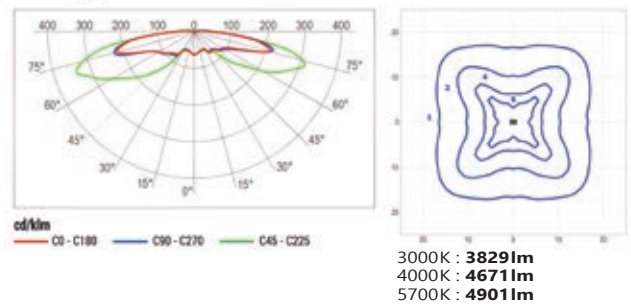 400 300 200 100 0 100 200 300 400
75° 75°
60° 60°
45° 45°
30° 30°
15° 0° 15°
cd/klm
C0 - C180 C90 - C270 C45 - C225
3000K : 3829lm
4000K : 4671lm
5700K : 4901lm